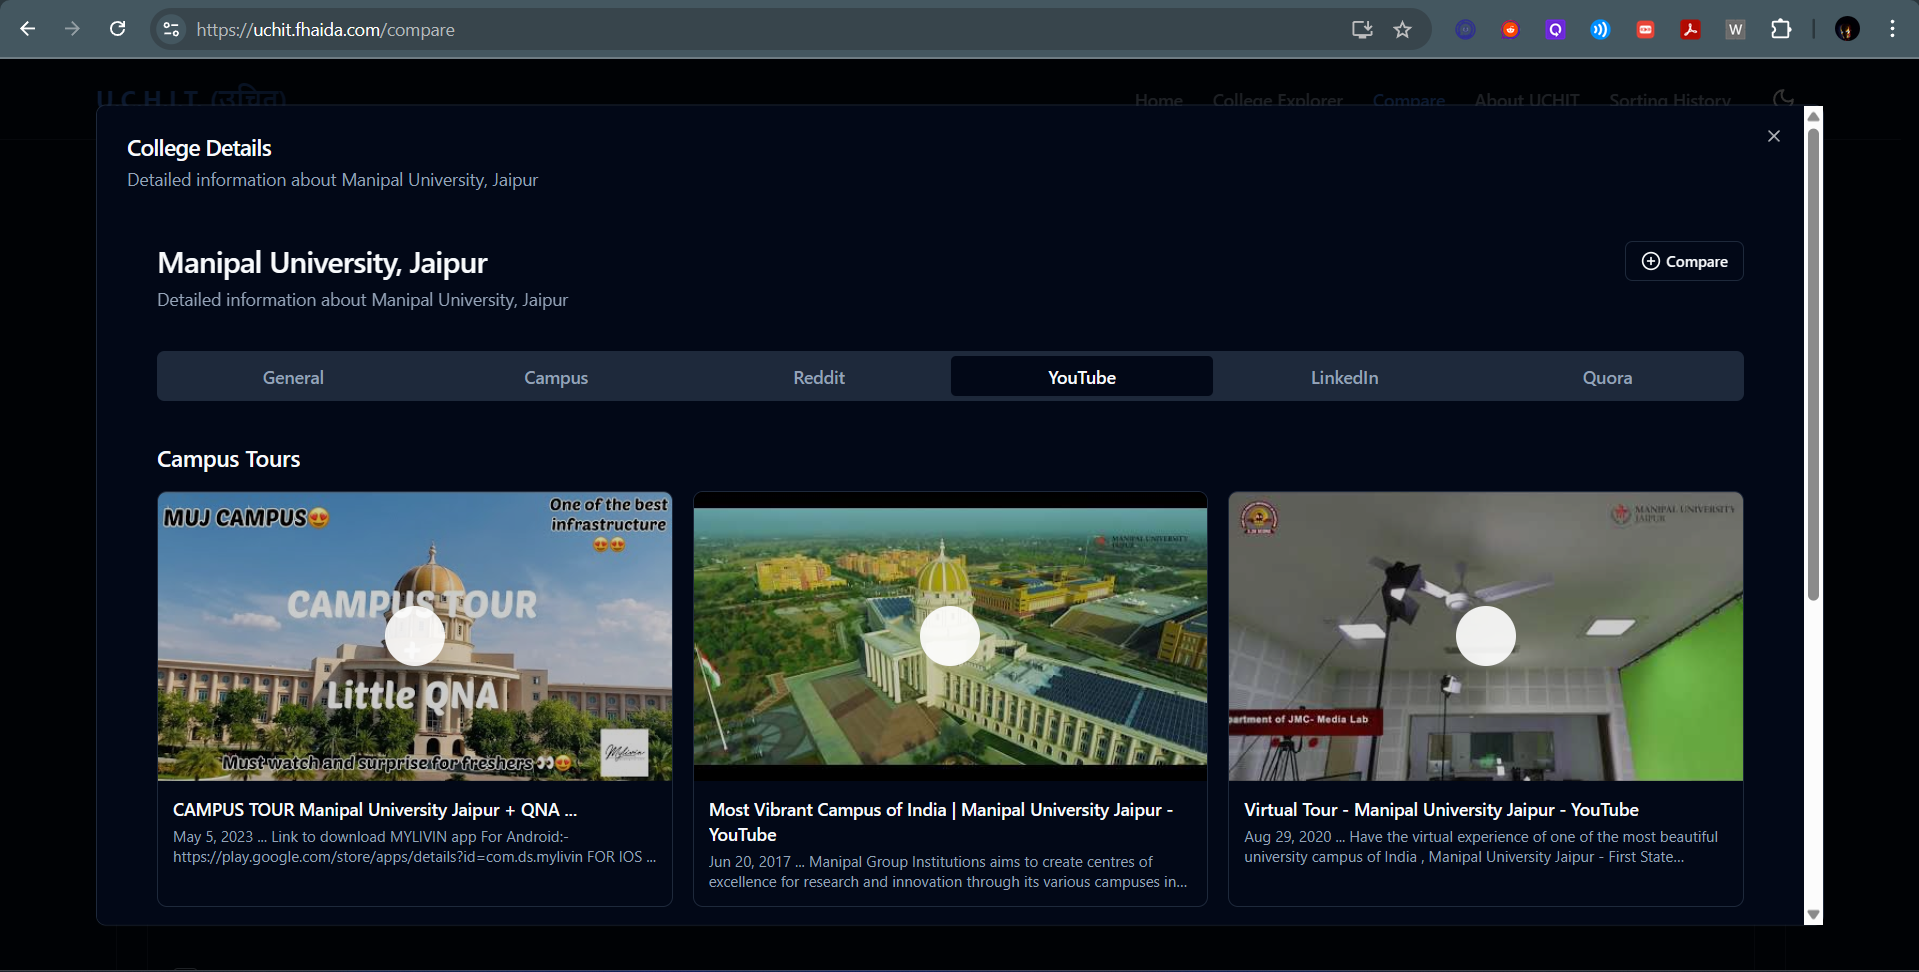 https://uchit.fhaida.com/compare
W
UCHIT (उचित)
Home College Explorer Compare About UCHIT Sorting History
College Details
Detailed information about Manipal University, Jaipur
Manipal University, Jaipur
Compare
Detailed information about Manipal University, Jaipur
General Campus Reddit YouTube LinkedIn Quora
Campus Tours
MUJ CAMPUS😍
One of the best
infrastructure
😍😍
CAMPUS TOUR
+
Little QNA
Must watch and surprise for freshers👀😍
Mylivin
MANIPAL UNIVERSITY
JAIPUR
MANIPAL UNIVERSITY
JAIPUR
partment of JMC- Media Lab
CAMPUS TOUR Manipal University Jaipur + QNA ...
May 5, 2023 ... Link to download MYLIVIN app For Android:-
https://play.google.com/store/apps/details?id=com.ds.mylivin FOR IOS ...
Most Vibrant Campus of India | Manipal University Jaipur -
YouTube
Jun 20, 2017 ... Manipal Group Institutions aims to create centres of
excellence for research and innovation through its various campuses in...
Virtual Tour - Manipal University Jaipur - YouTube
Aug 29, 2020 ... Have the virtual experience of one of the most beautiful
university campus of India , Manipal University Jaipur - First State...